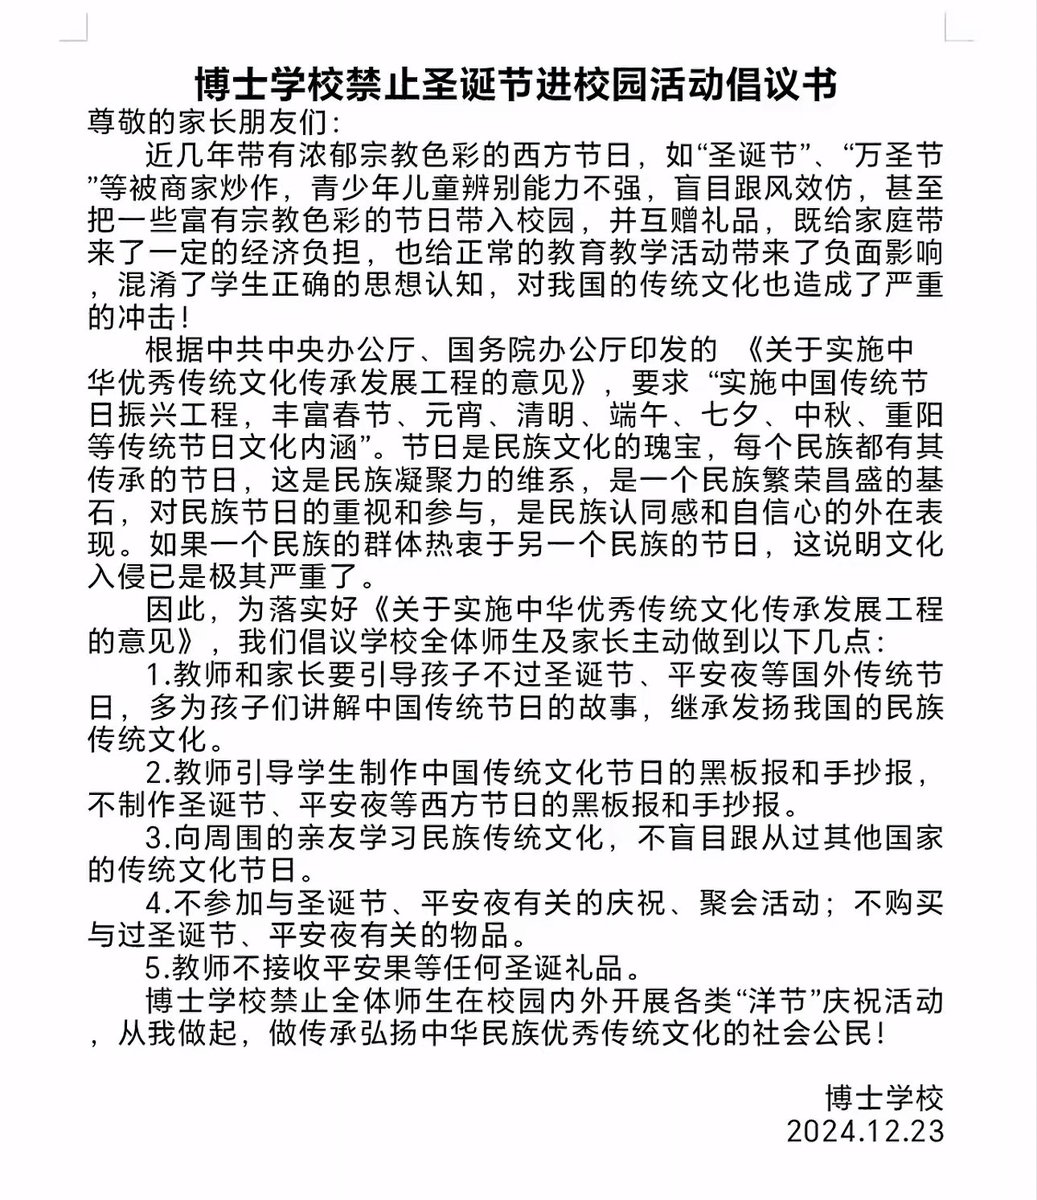 博士学校禁止圣诞节进校园活动倡议书
尊敬的家长朋友们：
近几年带有浓郁宗教色彩的西方节日，如“圣诞节”、“万圣节
”等被商家炒作，青少年儿童辨别能力不强，盲目跟风效仿，甚至
把一些富有宗教色彩的节日带入校园，并互赠礼品，既给家庭带
来了一定的经济负担，也给正常的教育教学活动带来了负面影响
，混淆了学生正确的思想认知，对我国的传统文化也造成了严重
的冲击！
根据中共中央办公厅、国务院办公厅印发的 《关于实施中
华优秀传统文化传承发展工程的意见》，要求 “实施中国传统节
日振兴工程，丰富春节、元宵、清明、端午、七夕、中秋、重阳
等传统节日文化内涵”。节日是民族文化的瑰宝，每个民族都有其
传承的节日，这是民族凝聚力的维系，是一个民族繁荣昌盛的基
石，对民族节日的重视和参与，是民族认同感和自信心的外在表
现。如果一个民族的群体热衷于另一个民族的节日，这说明文化
入侵已是极其严重了。
因此，为落实好《关于实施中华优秀传统文化传承发展工程
的意见》，我们倡议学校全体师生及家长主动做到以下几点：
1.教师和家长要引导孩子不过圣诞节、平安夜等国外传统节
日，多为孩子们讲解中国传统节日的故事，继承发扬我国的民族
传统文化。
2.教师引导学生制作中国传统文化节日的黑板报和手抄报，
不制作圣诞节、平安夜等西方节日的黑板报和手抄报。
3.向周围的亲友学习民族传统文化，不盲目跟从过其他国家
的传统文化节日。
4.不参加与圣诞节、平安夜有关的庆祝、聚会活动；不购买
与过圣诞节、平安夜有关的物品。
5.教师不接收平安果等任何圣诞礼品。
博士学校禁止全体师生在校园内外开展各类“洋节”庆祝活动
，从我做起，做传承弘扬中华民族优秀传统文化的社会公民！
博士学校
2024.12.23